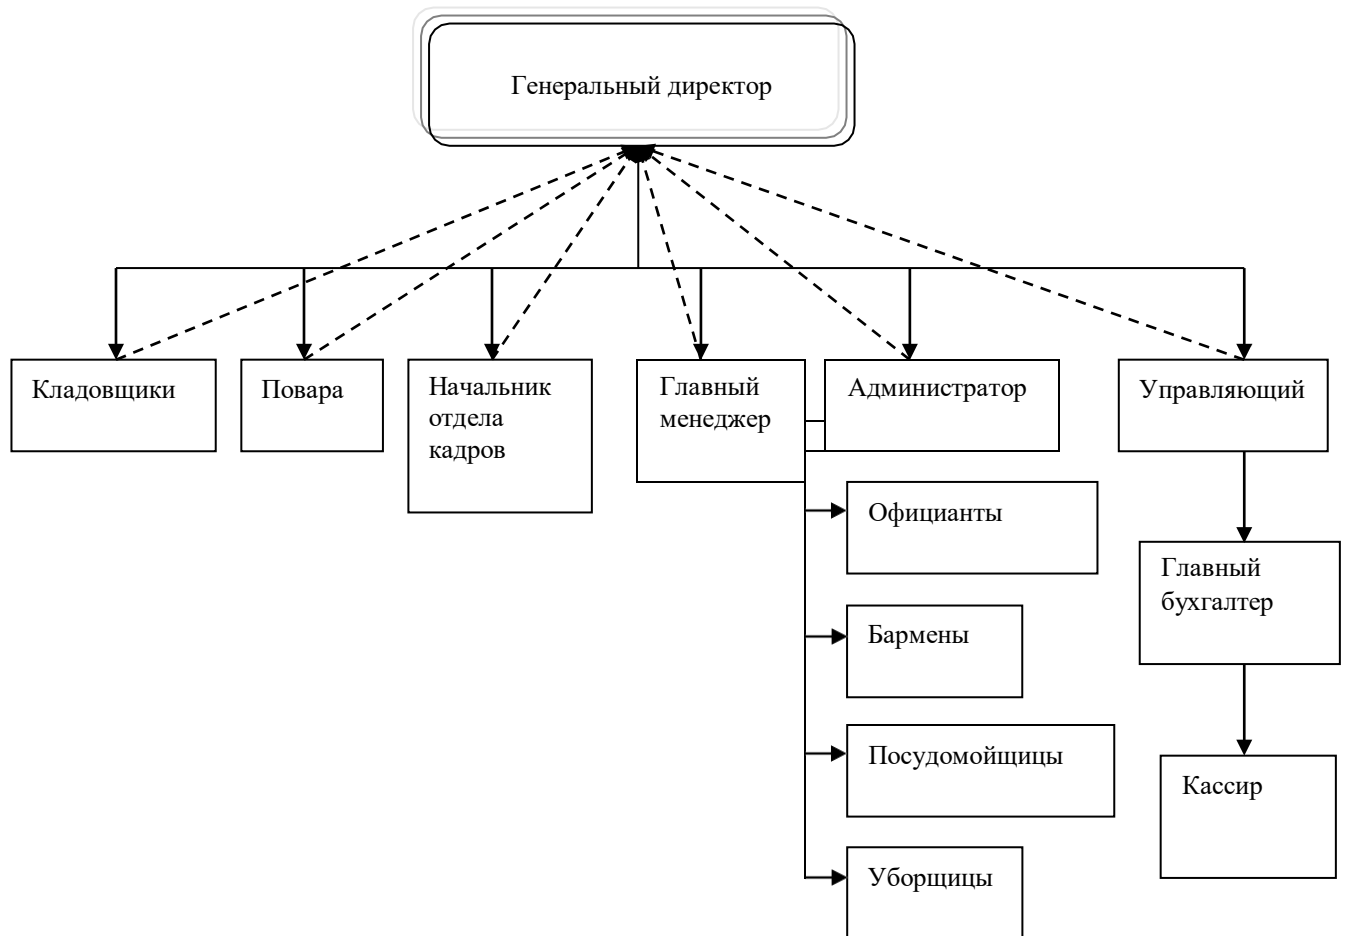 Генеральный директор
Кладовщики
Повара
Начальник
отдела
кадров
Главный
менеджер
Администратор
Управляющий
Официанты
Главный
бухгалтер
Бармены
Посудомойщицы
Кассир
Уборщицы